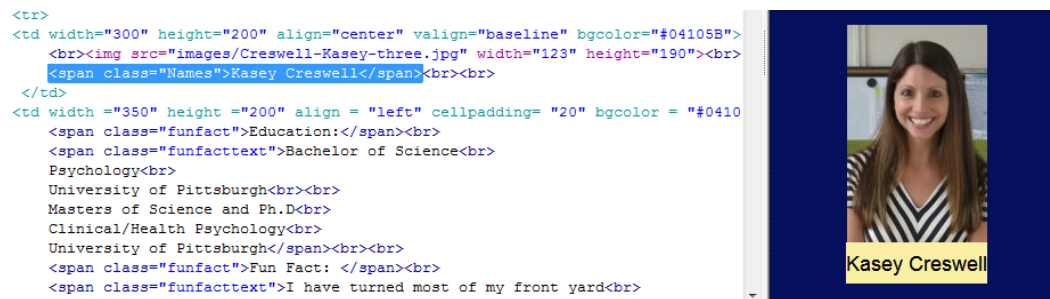 <tr>
<td width="300" height="200" align="center" valign="baseline" bgcolor="#04105B">
<br><img src="images/Creswell-Kasey-three.jpg" width="123" height="190"><br>
<span class="Names">Kasey Creswell</span><br><br>
</td>
<td width ="350" height ="200" align = "left" cellpadding= "20" bgcolor = "#0410
<span class="funfact">Education:</span><br>
<span class="funfacttext">Bachelor of Science<br>
Psychology<br>
University of Pittsburgh<br><br>
Masters of Science and Ph.D<br>
Clinical/Health Psychology<br>
University of Pittsburgh</span><br><br>
<span class="funfact">Fun Fact: </span><br>
<span class="funfacttext">I have turned most of my front yard<br>
Kasey Creswell